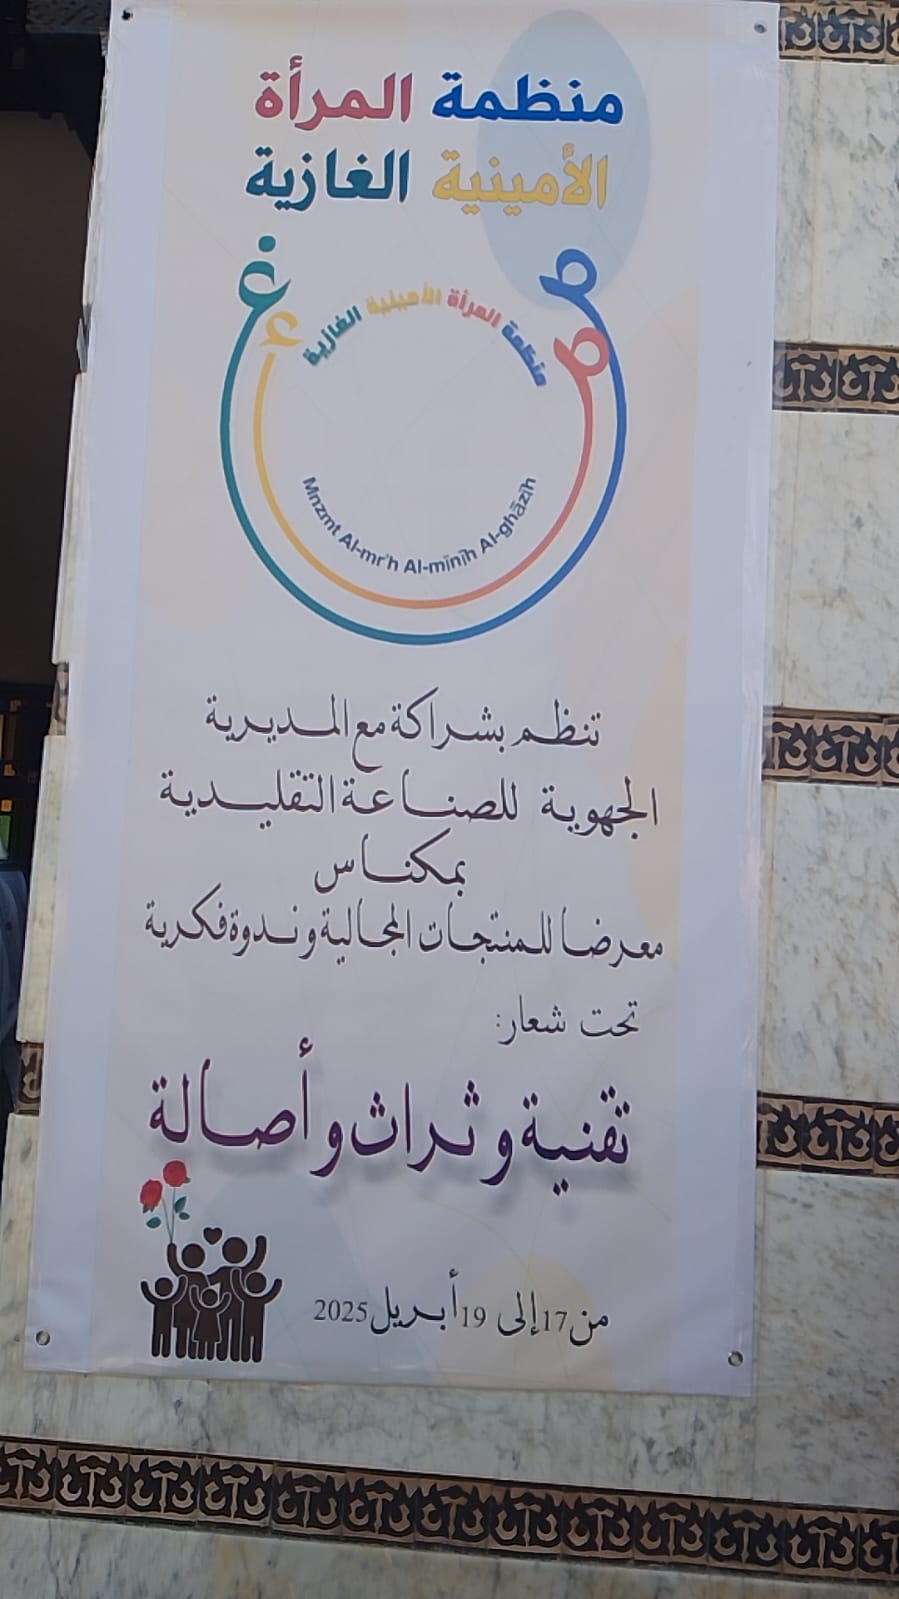 منظمة المرأة
الأمينية الغازية
منظمة المرأة الأمينية الغازية
Mnzmt Al-mr'h Al-mīnīh Al-ghāzīh
تنظم بشراكة مع المديرية
الجهوية للصناعة التقليدية
بمكناس
معرضا للمنتجات المجالية وندوة فكرية
تحت شعار:
تقنية وثراث وأصالة
من 17 إلى 19 أبريل 2025